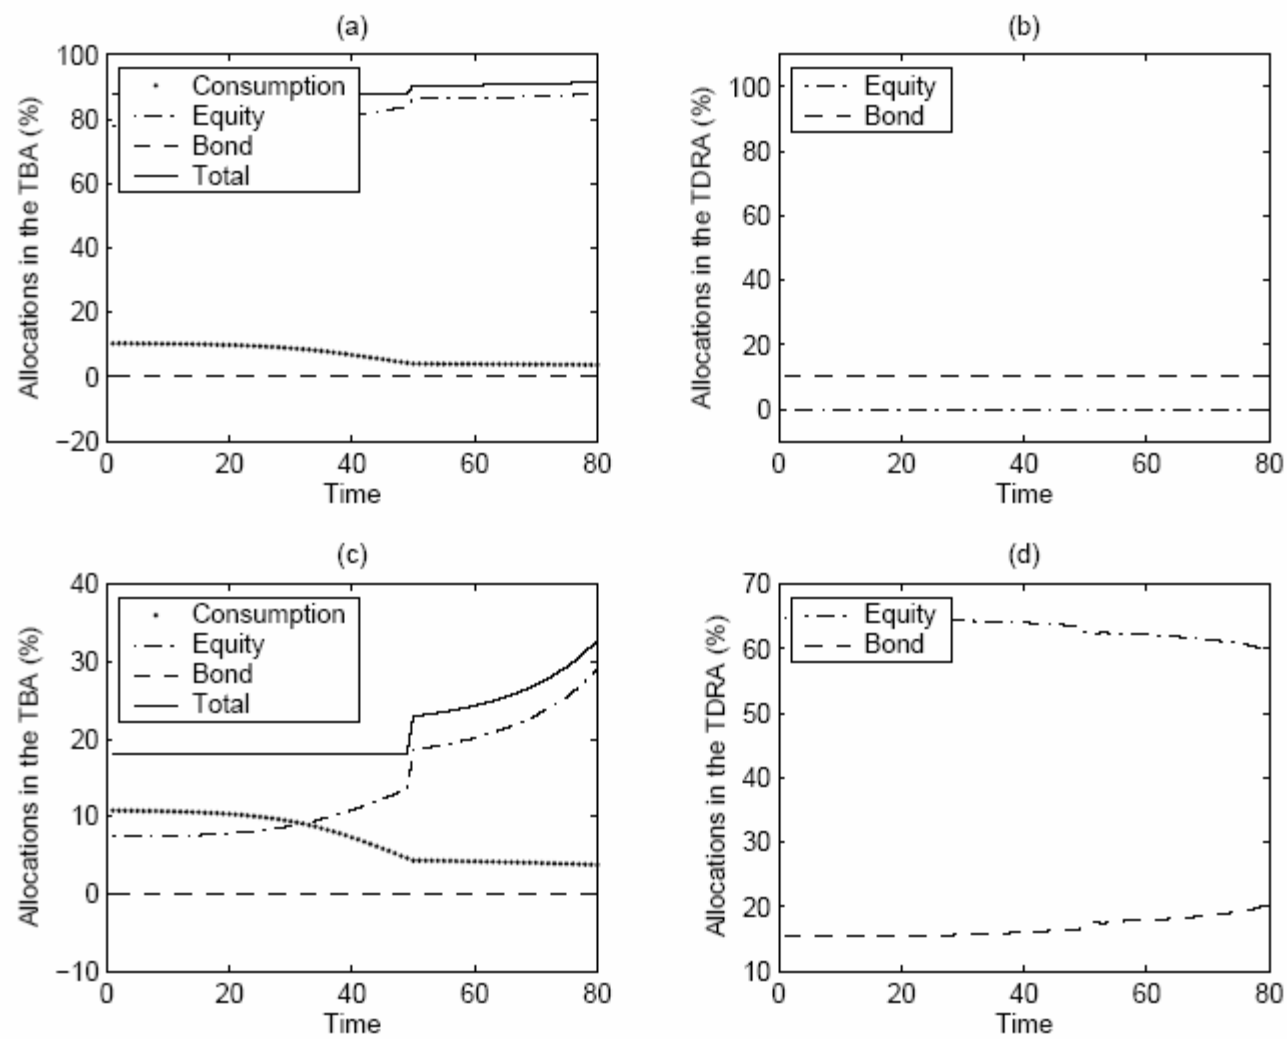 (a)
Allocations in the TBA (%)
100
80
60
40
20
0
−20
Consumption
Equity
Bond
Total
0 20 40 60 80
Time
(b)
Allocations in the TDRA (%)
100
80
60
40
20
0
Equity
Bond
0 20 40 60 80
Time
(c)
Allocations in the TBA (%)
40
30
20
10
0
−10
Consumption
Equity
Bond
Total
0 20 40 60 80
Time
(d)
Allocations in the TDRA (%)
70
60
50
40
30
20
10
Equity
Bond
0 20 40 60 80
Time